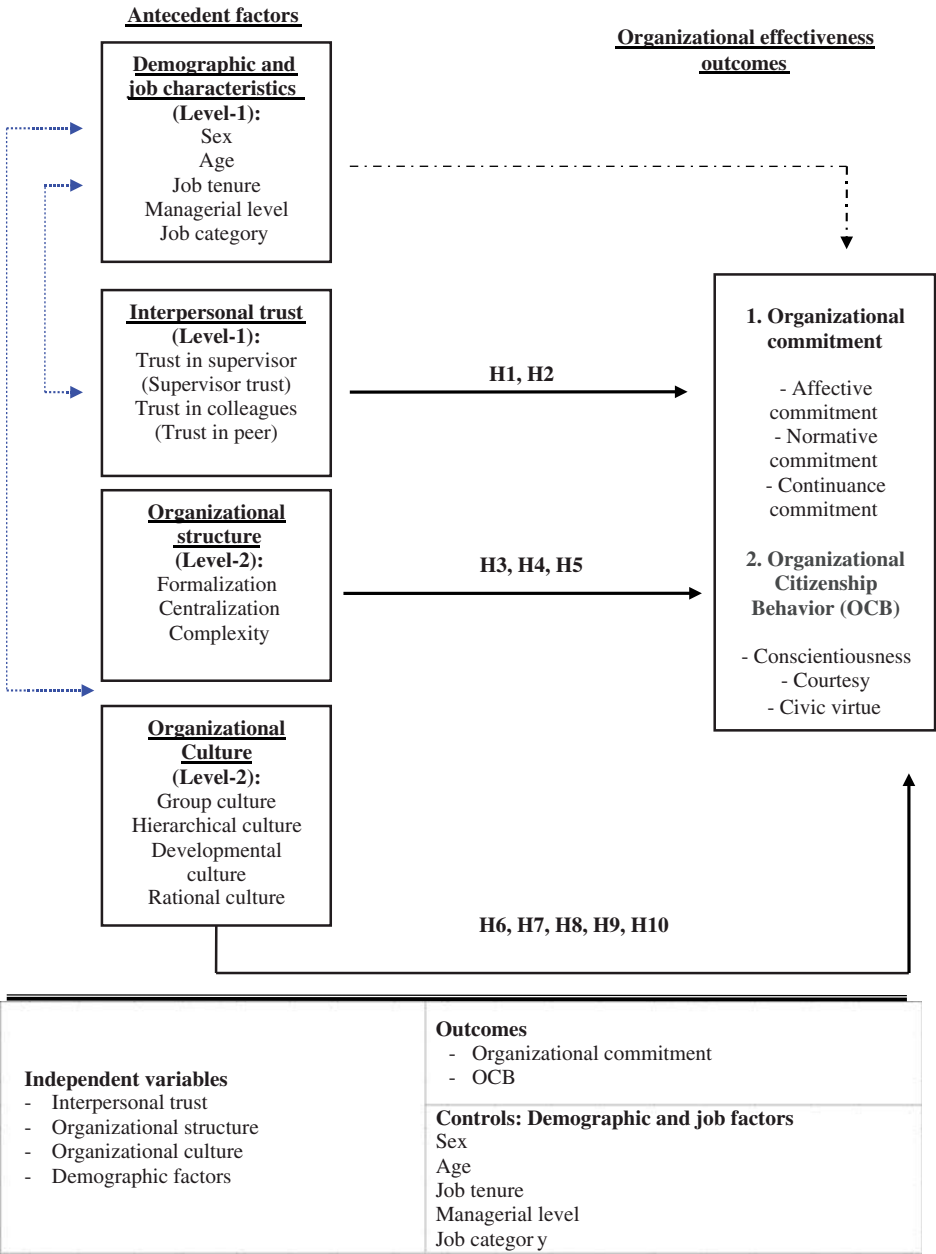 Antecedent factors
Organizational effectiveness
outcomes
Demographic and
job characteristics
(Level-1):
Sex
Age
Job tenure
Managerial level
Job category
Interpersonal trust
(Level-1):
Trust in supervisor
(Supervisor trust)
Trust in colleagues
(Trust in peer)
H1, H2
Organizational
structure
(Level-2):
Formalization
Centralization
Complexity
H3, H4, H5
1. Organizational
commitment
- Affective
commitment
- Normative
commitment
- Continuance
commitment
2. Organizational
Citizenship
Behavior (OCB)
- Conscientiousness
- Courtesy
- Civic virtue
Organizational
Culture
(Level-2):
Group culture
Hierarchical culture
Developmental
culture
Rational culture
H6, H7, H8, H9, H10
Independent variables
- Interpersonal trust
- Organizational structure
- Organizational culture
- Demographic factors
Outcomes
- Organizational commitment
- OCB
Controls: Demographic and job factors
Sex
Age
Job tenure
Managerial level
Job categor y